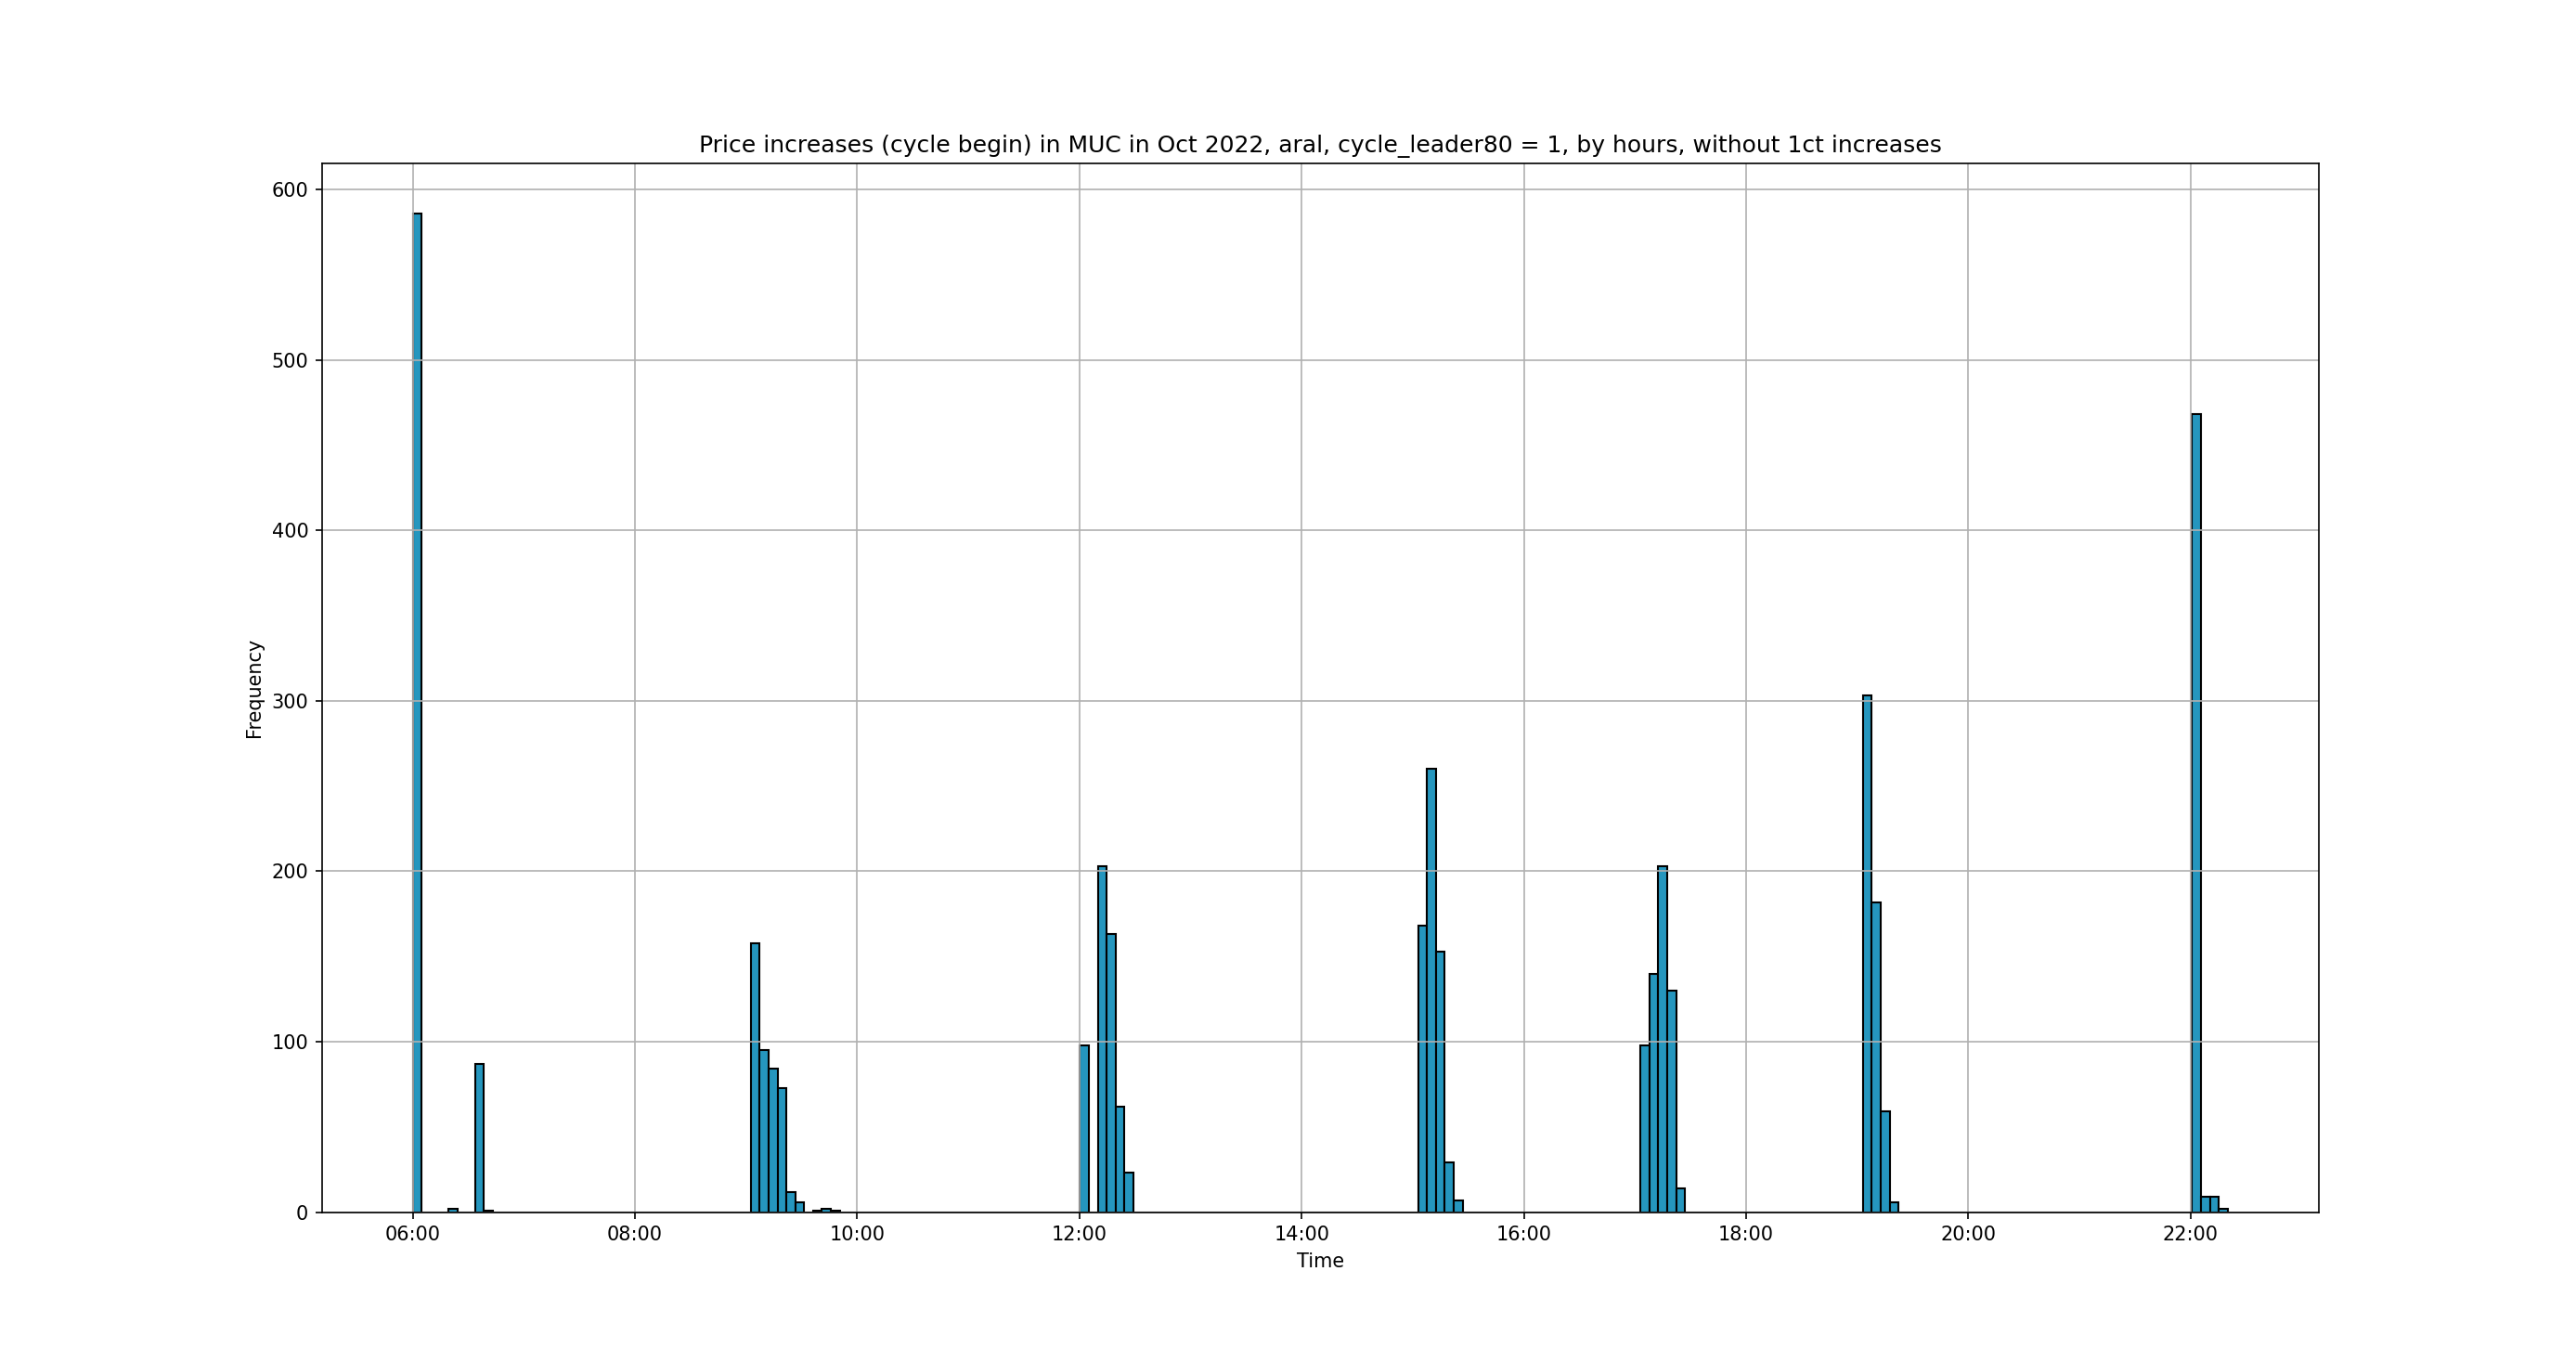 Price increases (cycle begin) in MUC in Oct 2022, aral, cycle_leader80 = 1, by hours, without 1ct increases
600
500
400
300
200
100
0
Frequency
06:00 08:00 10:00 12:00 14:00 16:00 18:00 20:00 22:00
Time